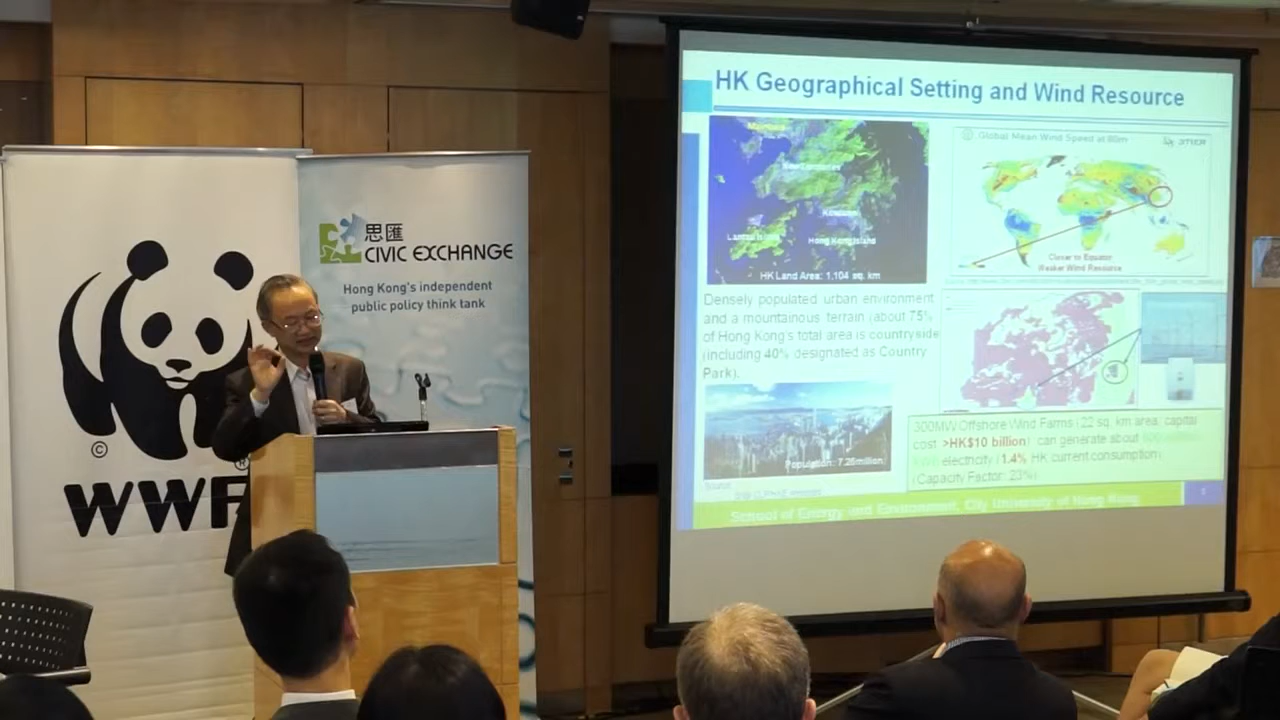 WWF
©
®
思匯
CIVIC EXCHANGE
Hong Kong's independent
public policy think tank
HK Geographical Setting and Wind Resource
Kowloon
Lantau Island
Hong Kong Island
HK Land Area: 1,104 sq. km
Global Mean Wind Speed at 80m
3TIER
Closer to Equator
Weaker Wind Resource
Densely populated urban environment
and a mountainous terrain (about 75%
of Hong Kong's total area is countryside
(including 40% designated as Country
Park).
Population: 7.26million
300MW Offshore Wind Farms (22 sq. km area; capital
cost >HK$10 billion) can generate about
electricity (1.4% HK current consumption)
(Capacity Factor: 23%)
School of Energy and Environment, City University of Hong Kong